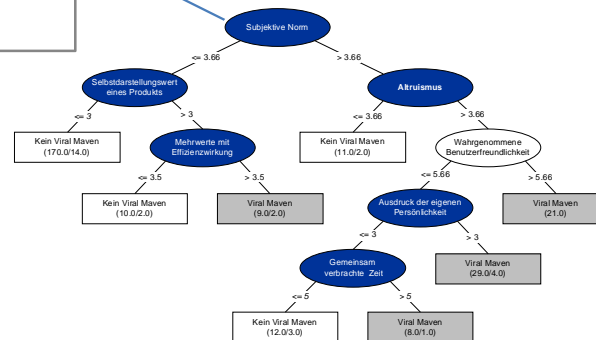 Subjektive Norm
<= 3.66
> 3.66
Selbstdarstellungswert
eines Produkts
Altruismus
<= 3
> 3
<= 3.66
> 3.66
Kein Viral Maven
(170.0/14.0)
Mehrwerte mit
Effizienzwirkung
Kein Viral Maven
(11.0/2.0)
Wahrgenommene
Benutzerfreundlichkeit
<= 3.5
> 3.5
<= 5.66
> 5.66
Kein Viral Maven
(10.0/2.0)
Viral Maven
(9.0/2.0)
Ausdruck der eigenen
Persönlichkeit
Viral Maven
(21.0)
<= 3
> 3
Gemeinsam
verbrachte Zeit
Viral Maven
(29.0/4.0)
<= 5
> 5
Kein Viral Maven
(12.0/3.0)
Viral Maven
(8.0/1.0)